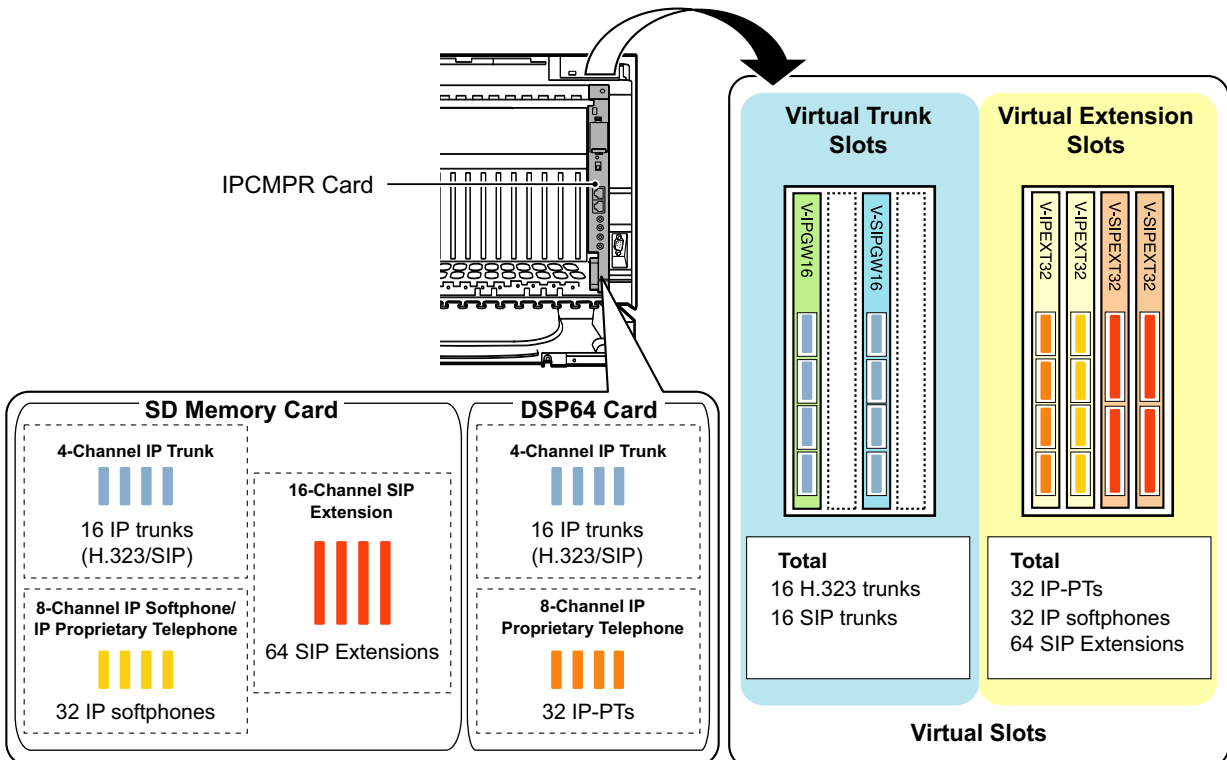 IPCMPR Card
Virtual Trunk
Slots
V-IPGW16
V-SIPGW16
Total
16 H.323 trunks
16 SIP trunks
Virtual Extension
Slots
V-IPEXT32
V-IPEXT32
V-SIPEXT32
V-SIPEXT32
Total
32 IP-PTs
32 IP softphones
64 SIP Extensions
Virtual Slots
SD Memory Card
4-Channel IP Trunk
16 IP trunks
(H.323/SIP)
8-Channel IP Softphone/
IP Proprietary Telephone
32 IP softphones
16-Channel SIP
Extension
64 SIP Extensions
DSP64 Card
4-Channel IP Trunk
16 IP trunks
(H.323/SIP)
8-Channel IP
Proprietary Telephone
32 IP-PTs